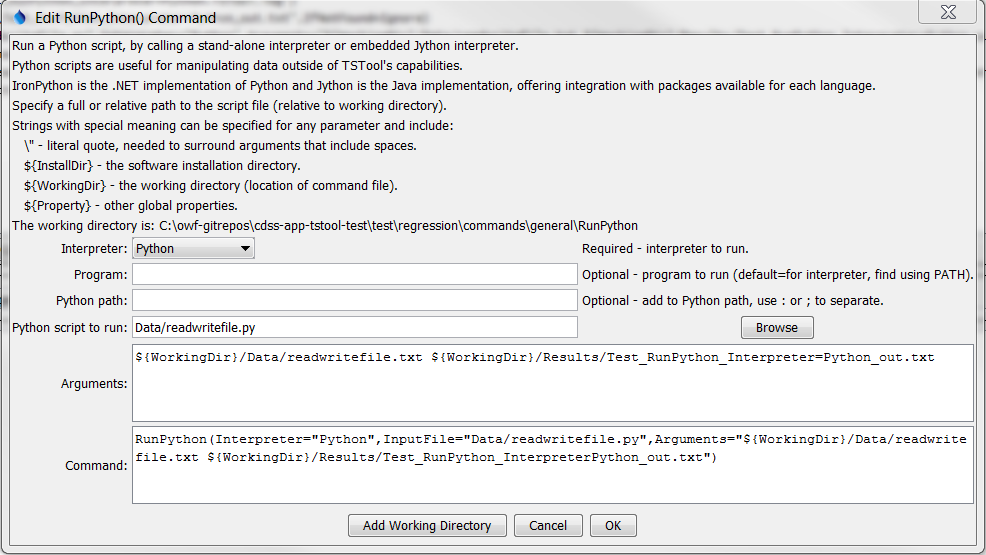 Edit RunPython() Command
Run a Python script, by calling a stand-alone interpreter or embedded Jython interpreter.
Python scripts are useful for manipulating data outside of TSTool's capabilities.
IronPython is the .NET implementation of Python and Jython is the Java implementation, offering integration with packages available for each language.
Specify a full or relative path to the script file (relative to working directory).
Strings with special meaning can be specified for any parameter and include:
\" - literal quote, needed to surround arguments that include spaces.
${InstallDir} - the software installation directory.
${WorkingDir} - the working directory (location of command file).
${Property} - other global properties.
The working directory is: C:\owf-gitrepos\cdss-app-tstool-test\test\regression\commands\general\RunPython
Interpreter: Python Required - interpreter to run.
Program: Optional - program to run (default=for interpreter, find using PATH).
Python path: Optional - add to Python path, use : or ; to separate.
Python script to run: Data/readwritefile.py Browse
Arguments: ${WorkingDir}/Data/readwritefile.txt ${WorkingDir}/Results/Test_RunPython_Interpreter=Python_out.txt
Command: RunPython(Interpreter="Python",InputFile="Data/readwritefile.py",Arguments="${WorkingDir}/Data/readwrite
file.txt ${WorkingDir}/Results/Test_RunPython_InterpreterPython_out.txt")
Add Working Directory Cancel OK